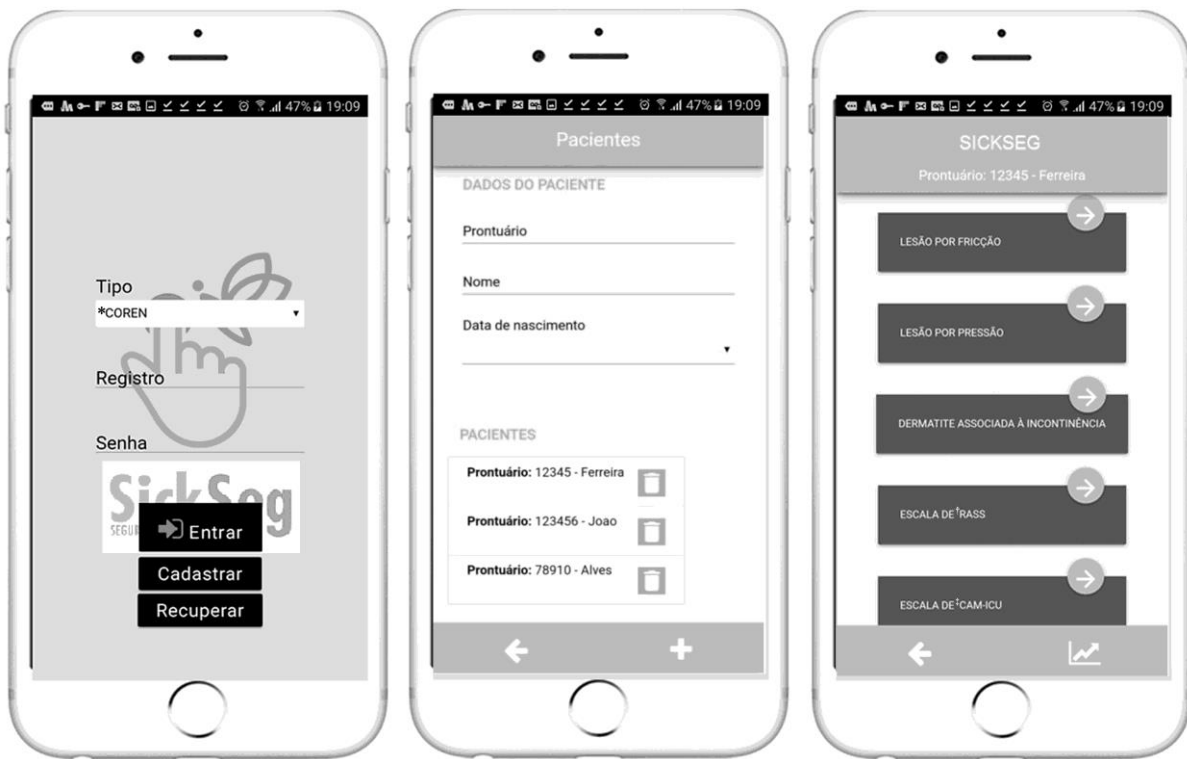 47% 19:09
Tipo
*COREN
Registro
Senha
SickSeg
Entrar
Cadastrar
Recuperar
47% 19:09
Pacientes
DADOS DO PACIENTE
Prontuário
Nome
Data de nascimento
PACIENTES
Prontuário: 12345 - Ferreira
Prontuário: 123456 - Joao
Prontuário: 78910 - Alves
47% 19:09
SICKSEG
Prontuário: 12345 - Ferreira
LESÃO POR FRICÇÃO
LESÃO POR PRESSÃO
DERMATITE ASSOCIADA À INCONTINÊNCIA
ESCALA DE †RASS
ESCALA DE ‡CAM-ICU